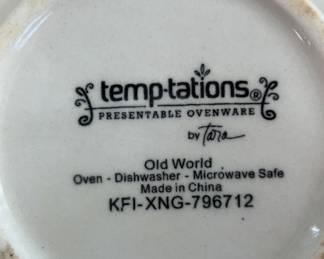 temp-tations®
PRESENTABLE OVENWARE
by Tara
Old World
Oven - Dishwasher - Microwave Safe
Made in China
KFI-XNG-796712